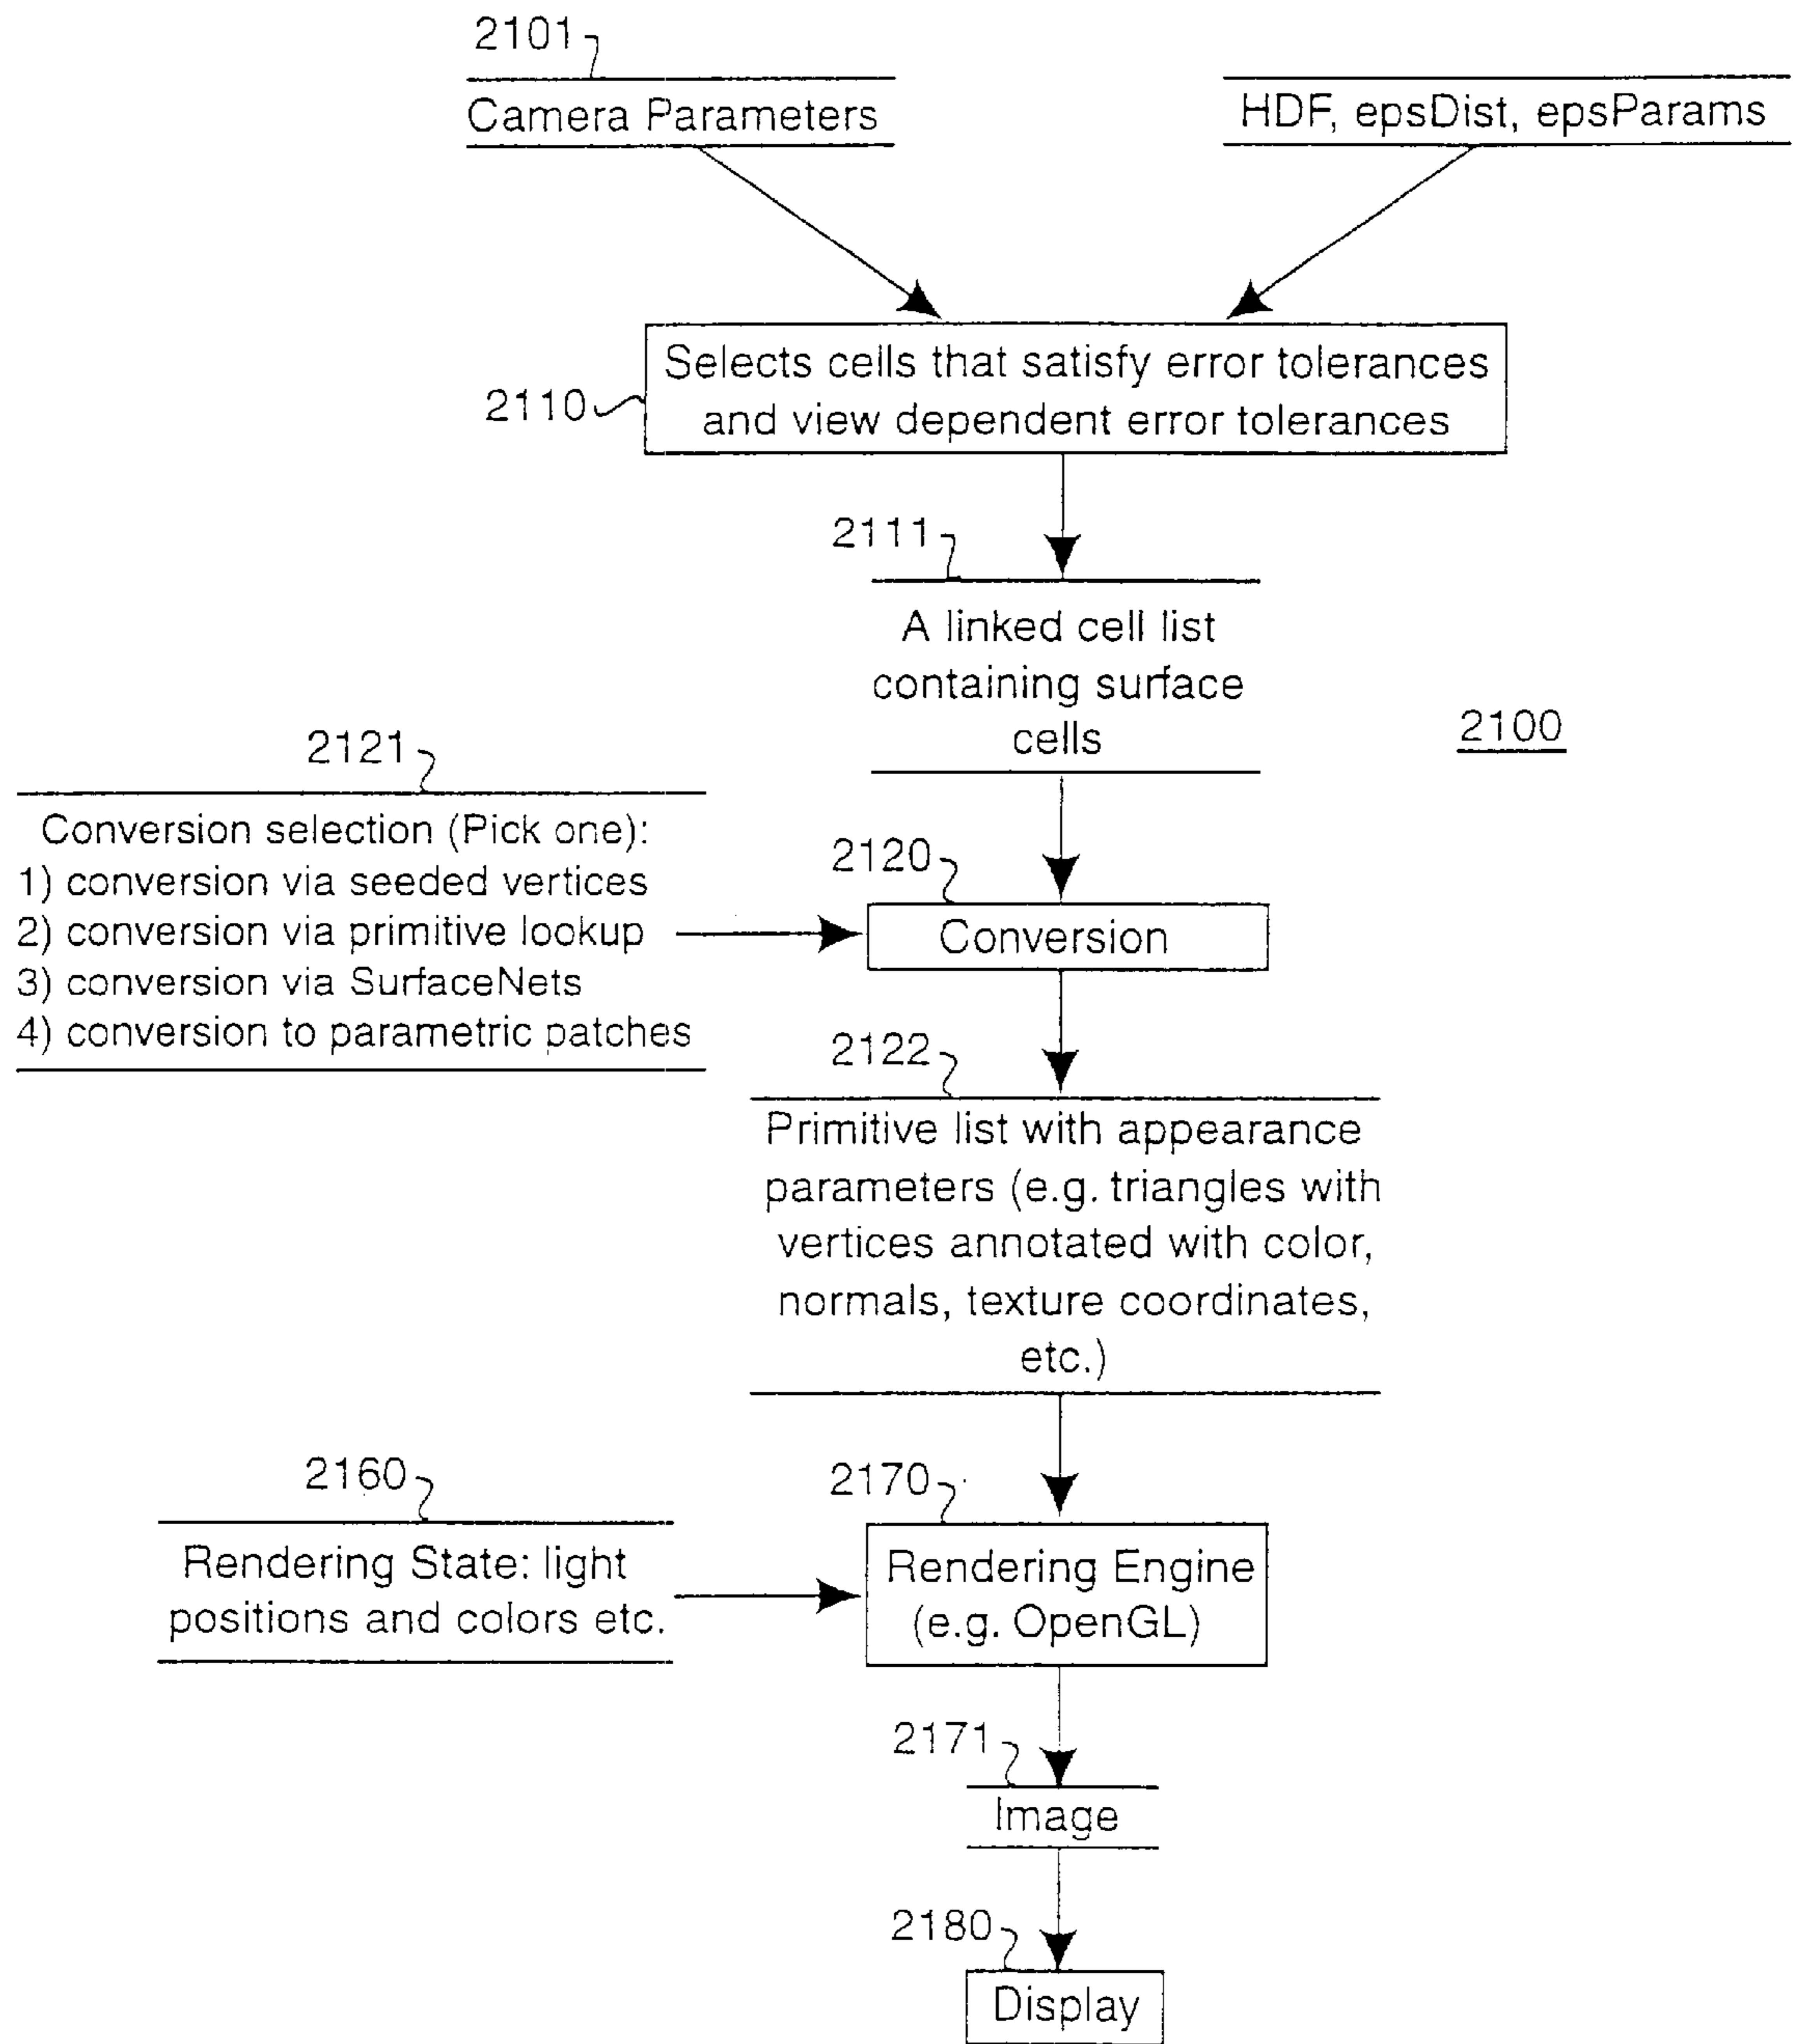 2101
Camera Parameters
HDF, epsDist, epsParams
Selects cells that satisfy error tolerances
and view dependent error tolerances
2110
2111
A linked cell list
containing surface
cells
2100
2121
Conversion selection (Pick one):
1) conversion via seeded vertices
2) conversion via primitive lookup
3) conversion via SurfaceNets
4) conversion to parametric patches
2120
Conversion
2122
Primitive list with appearance
parameters (e.g. triangles with
vertices annotated with color,
normals, texture coordinates,
etc.)
2160
Rendering State: light
positions and colors etc.
2170
Rendering Engine
(e.g. OpenGL)
2171
Image
2180
Display